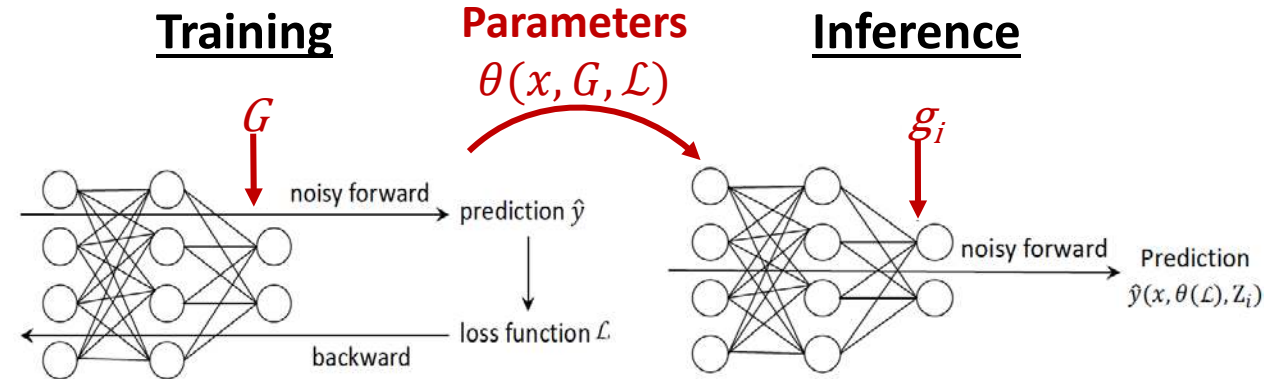 Training
Parameters
Inference
θ(x, G, ℒ)
G
g_i
noisy forward
prediction ŷ
loss function ℒ
backward
noisy forward
Prediction
ŷ(x, θ(ℒ), Z_i)